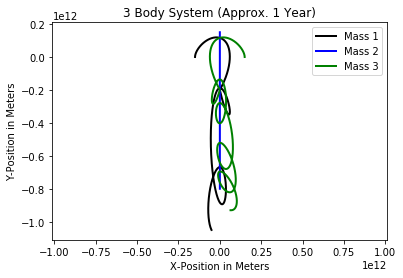 3 Body System (Approx. 1 Year)
1e12
0.2
0.0
−0.2
−0.4
−0.6
−0.8
−1.0
Y-Position in Meters
Mass 1
Mass 2
Mass 3
−1.00 −0.75 −0.50 −0.25 0.00 0.25 0.50 0.75 1.00
X-Position in Meters
1e12